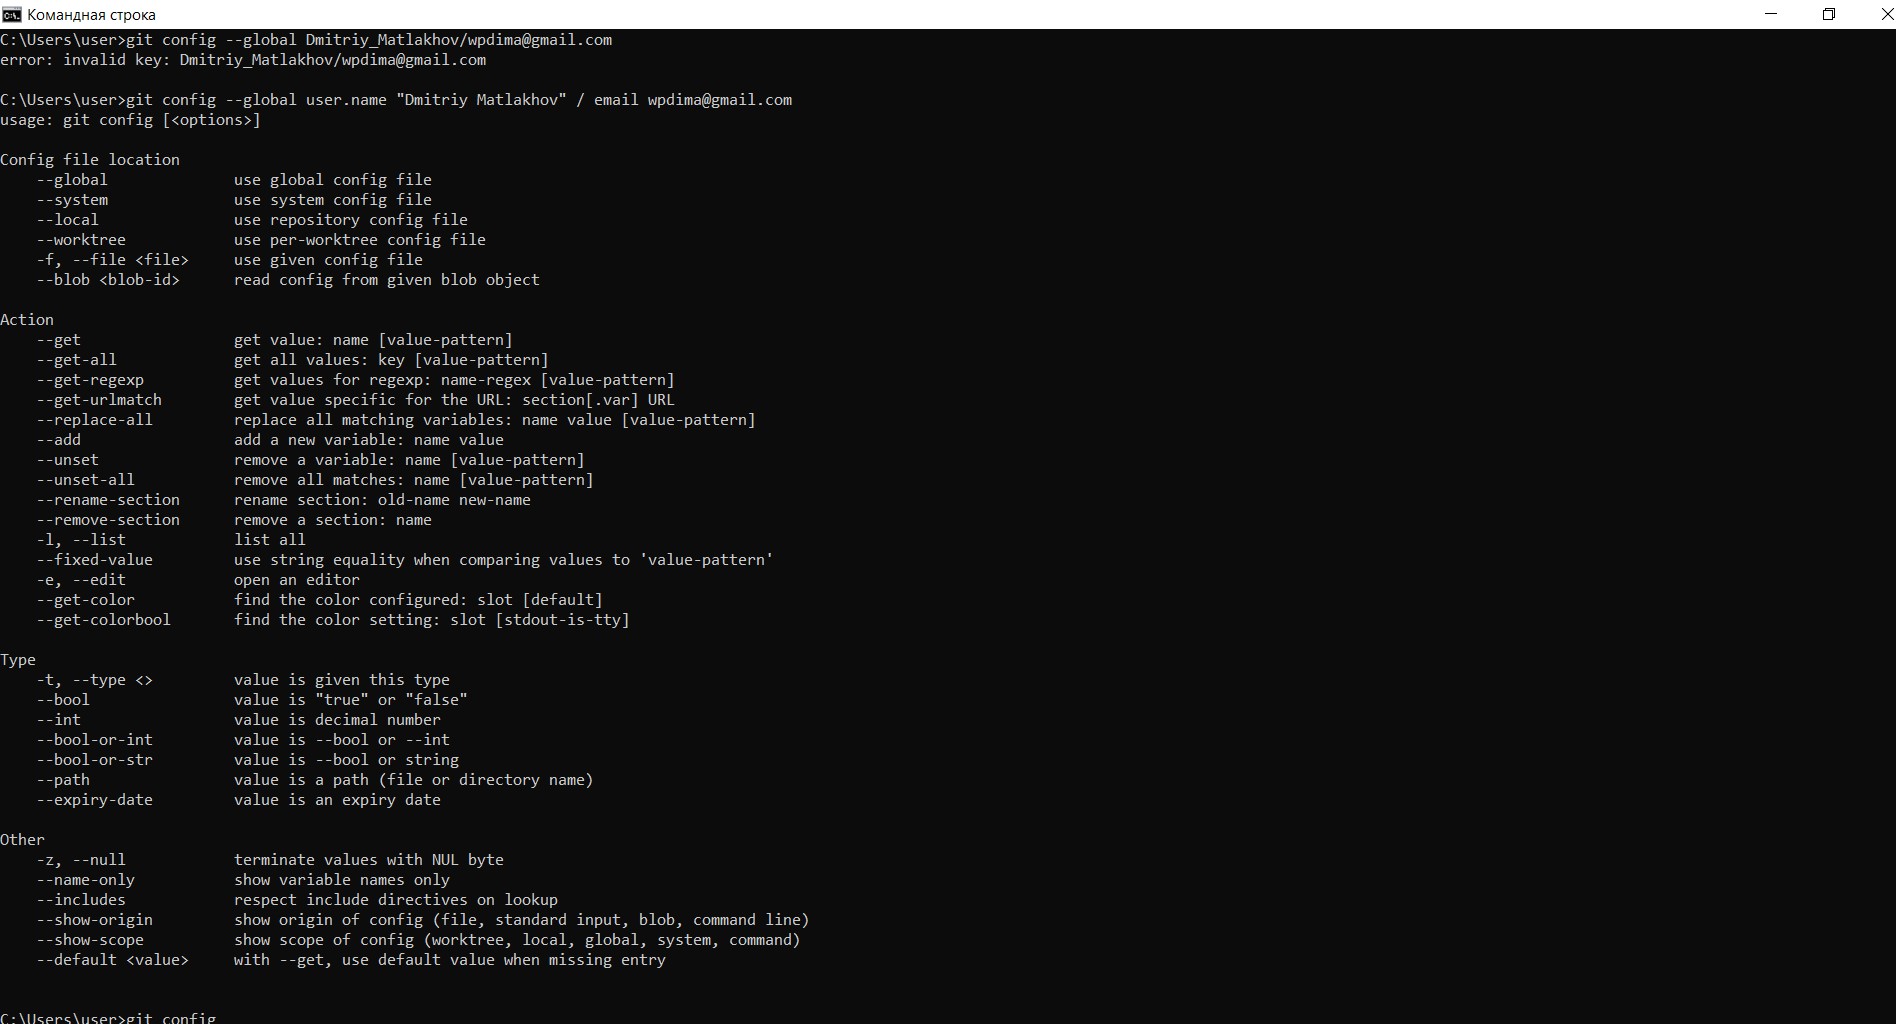 Командная строка
C:\Users\user>git config --global Dmitriy_Matlakhov/wpdima@gmail.com
error: invalid key: Dmitriy_Matlakhov/wpdima@gmail.com
C:\Users\user>git config --global user.name "Dmitriy Matlakhov" / email wpdima@gmail.com
usage: git config [<options>]
Config file location
--global use global config file
--system use system config file
--local use repository config file
--worktree use per-worktree config file
-f, --file <file> use given config file
--blob <blob-id> read config from given blob object
Action
--get get value: name [value-pattern]
--get-all get all values: key [value-pattern]
--get-regexp get values for regexp: name-regex [value-pattern]
--get-urlmatch get value specific for the URL: section[.var] URL
--replace-all replace all matching variables: name value [value-pattern]
--add add a new variable: name value
--unset remove a variable: name [value-pattern]
--unset-all remove all matches: name [value-pattern]
--rename-section rename section: old-name new-name
--remove-section remove a section: name
-l, --list list all
--fixed-value use string equality when comparing values to 'value-pattern'
-e, --edit open an editor
--get-color find the color configured: slot [default]
--get-colorbool find the color setting: slot [stdout-is-tty]
Type
-t, --type <> value is given this type
--bool value is "true" or "false"
--int value is decimal number
--bool-or-int value is --bool or --int
--bool-or-str value is --bool or string
--path value is a path (file or directory name)
--expiry-date value is an expiry date
Other
-z, --null terminate values with NUL byte
--name-only show variable names only
--includes respect include directives on lookup
--show-origin show origin of config (file, standard input, blob, command line)
--show-scope show scope of config (worktree, local, global, system, command)
--default <value> with --get, use default value when missing entry
C:\Users\user>git config